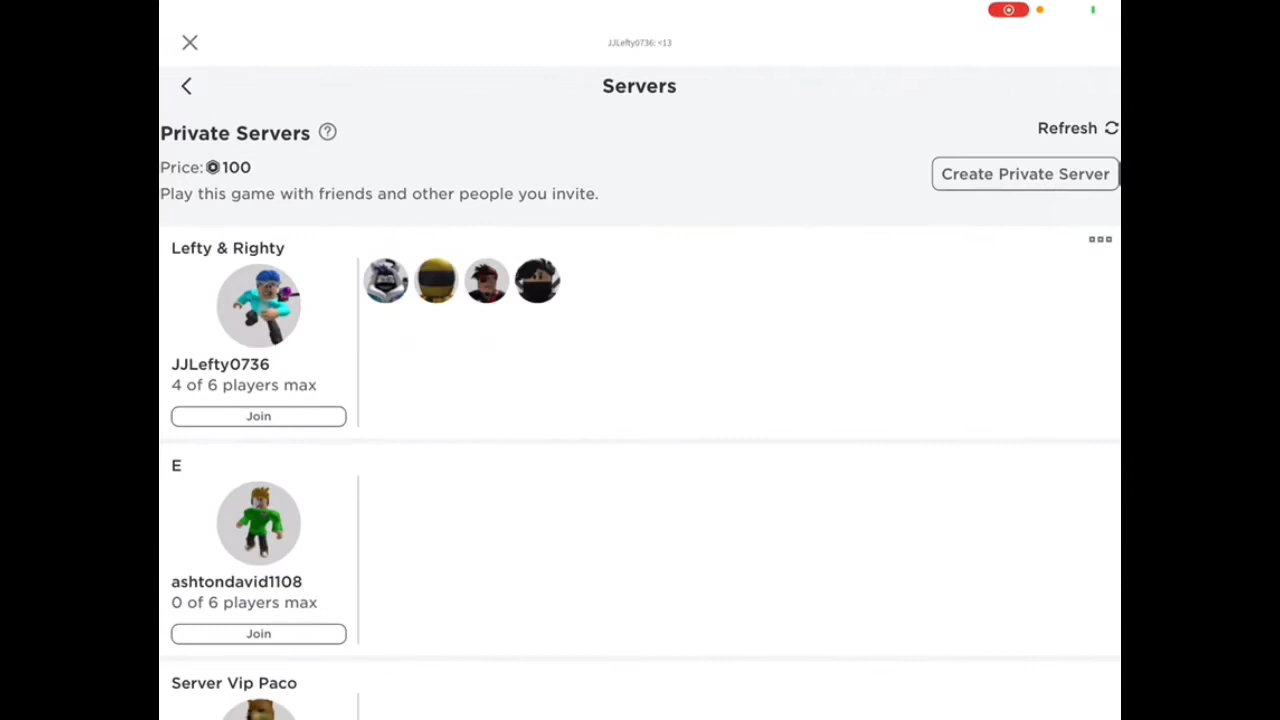 JJLefty0736: <13
Servers
Private Servers
Refresh
Price: 100
Create Private Server
Play this game with friends and other people you invite.
Lefty & Righty
JJLefty0736
4 of 6 players max
Join
E
ashtondavid1108
0 of 6 players max
Join
Server Vip Paco